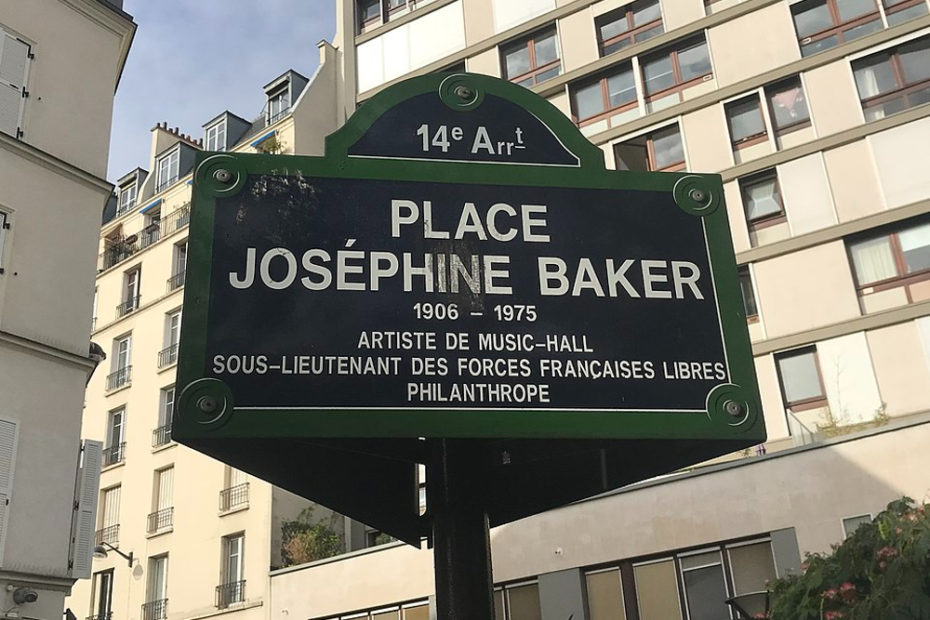 14e Arrt
PLACE
JOSÉPHINE BAKER
1906 – 1975
ARTISTE DE MUSIC-HALL
SOUS-LIEUTENANT DES FORCES FRANÇAISES LIBRES
PHILANTHROPE